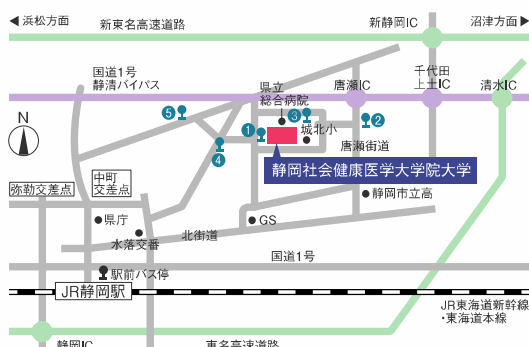 ◀ 浜松方面
新東名高速道路
新静岡IC
沼津方面 ▶
国道1号
静清バイパス
県立
総合病院
唐瀬IC
千代田
上土IC
清水IC
N
⑤
①
③
城北小
②
唐瀬街道
④
静岡社会健康医学大学院大学
弥勒交差点
中町
交差点
静岡市立高
県庁
水落交番
北街道
GS
国道1号
駅前バス停
JR静岡駅
JR東海道新幹線
・東海道本線
静岡IC
東名高速道路